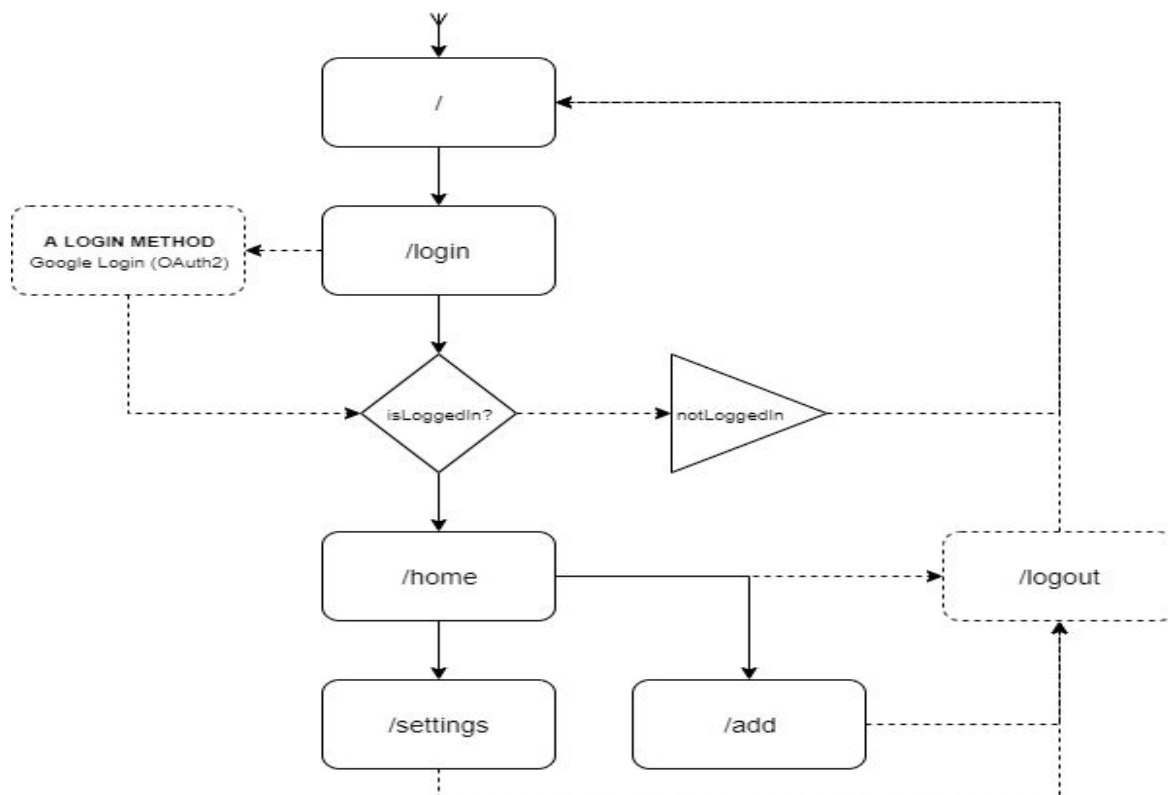 /
A LOGIN METHOD
Google Login (OAuth2)
/login
isLoggedIn?
notLoggedIn
/home
/logout
/settings
/add